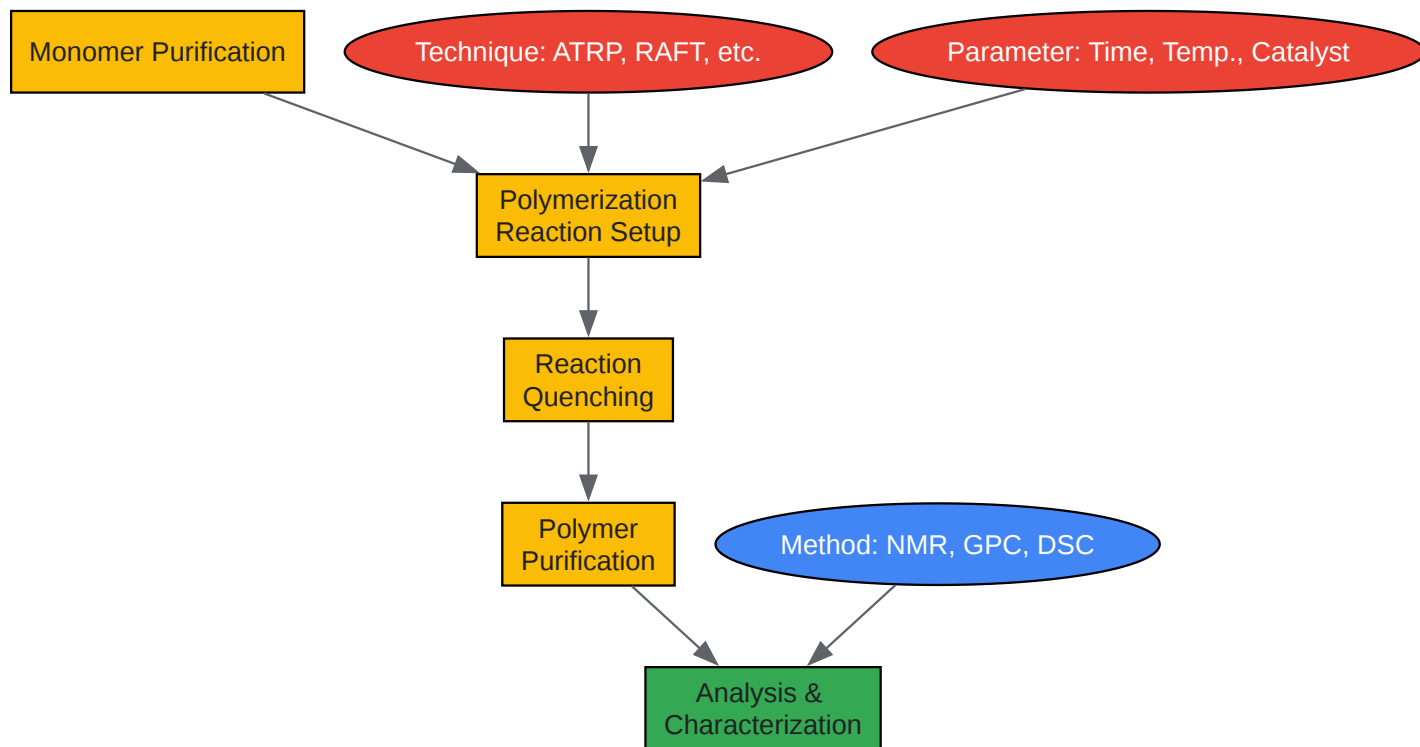 Monomer Purification
Technique: ATRP, RAFT, etc.
Parameter: Time, Temp., Catalyst
Polymerization
Reaction Setup
Reaction
Quenching
Polymer
Purification
Method: NMR, GPC, DSC
Analysis &
Characterization